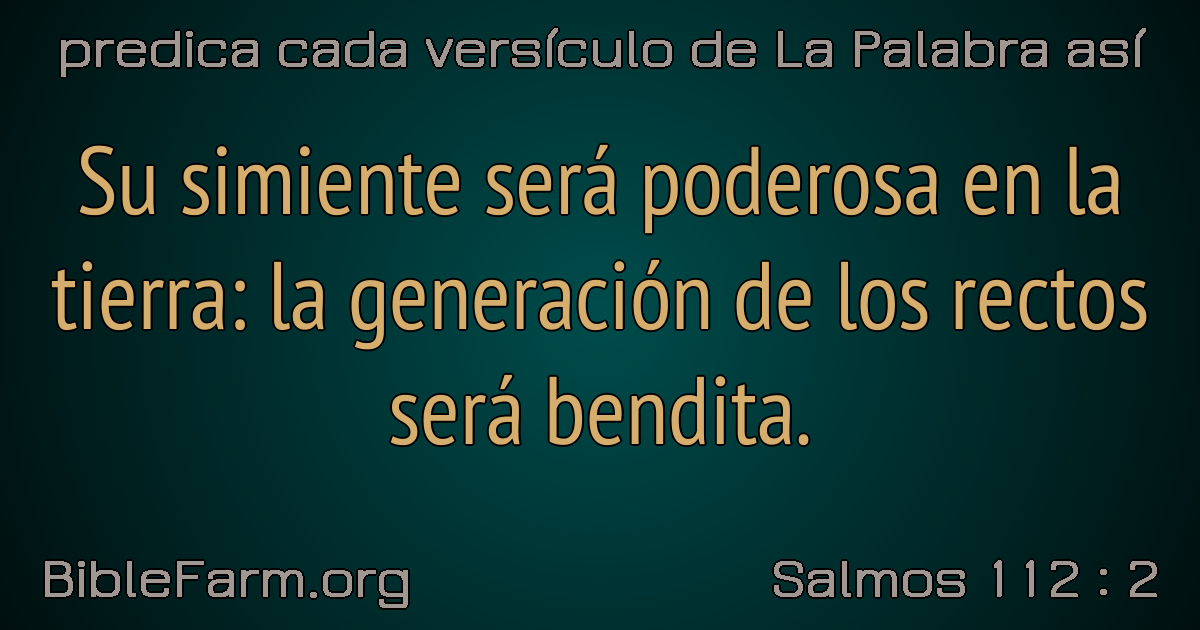 predica cada versículo de La Palabra así
Su simiente será poderosa en la
tierra: la generación de los rectos
será bendita.
BibleFarm.org
Salmos 112 : 2